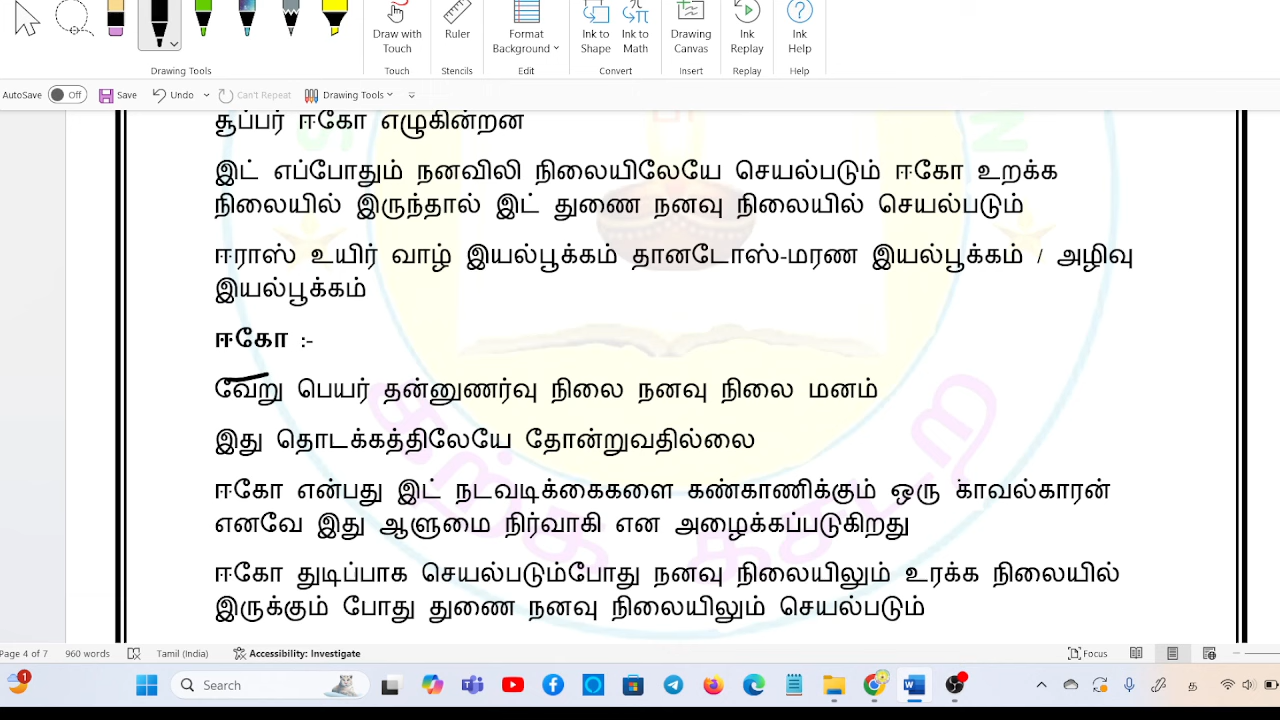 Draw with Touch
Ruler
Format Background
Ink to Shape
Ink to Math
Drawing Canvas
Ink Replay
Ink Help
Drawing Tools
Touch
Stencils
Edit
Convert
Insert
Replay
Help
AutoSave Off Save Undo Can't Repeat Drawing Tools
சூப்பர் ஈகோ எழுகின்றன
இட் எப்போதும் நனவிலி நிலையிலேயே செயல்படும் ஈகோ உறக்க
நிலையில் இருந்தால் இட் துணை நனவு நிலையில் செயல்படும்
ஈராஸ் உயிர் வாழ் இயல்பூக்கம் தானடோஸ்-மரண இயல்பூக்கம் / அழிவு
இயல்பூக்கம்
ஈகோ :-
வேறு பெயர் தன்னுணர்வு நிலை நனவு நிலை மனம்
இது தொடக்கத்திலேயே தோன்றுவதில்லை
ஈகோ என்பது இட் நடவடிக்கைகளை கண்காணிக்கும் ஒரு காவல்காரன்
எனவே இது ஆளுமை நிர்வாகி என அழைக்கப்படுகிறது
ஈகோ துடிப்பாக செயல்படும்போது நனவு நிலையிலும் உரக்க நிலையில்
இருக்கும் போது துணை நனவு நிலையிலும் செயல்படும்
Page 4 of 7 960 words Tamil (India) Accessibility: Investigate Focus
1 Search